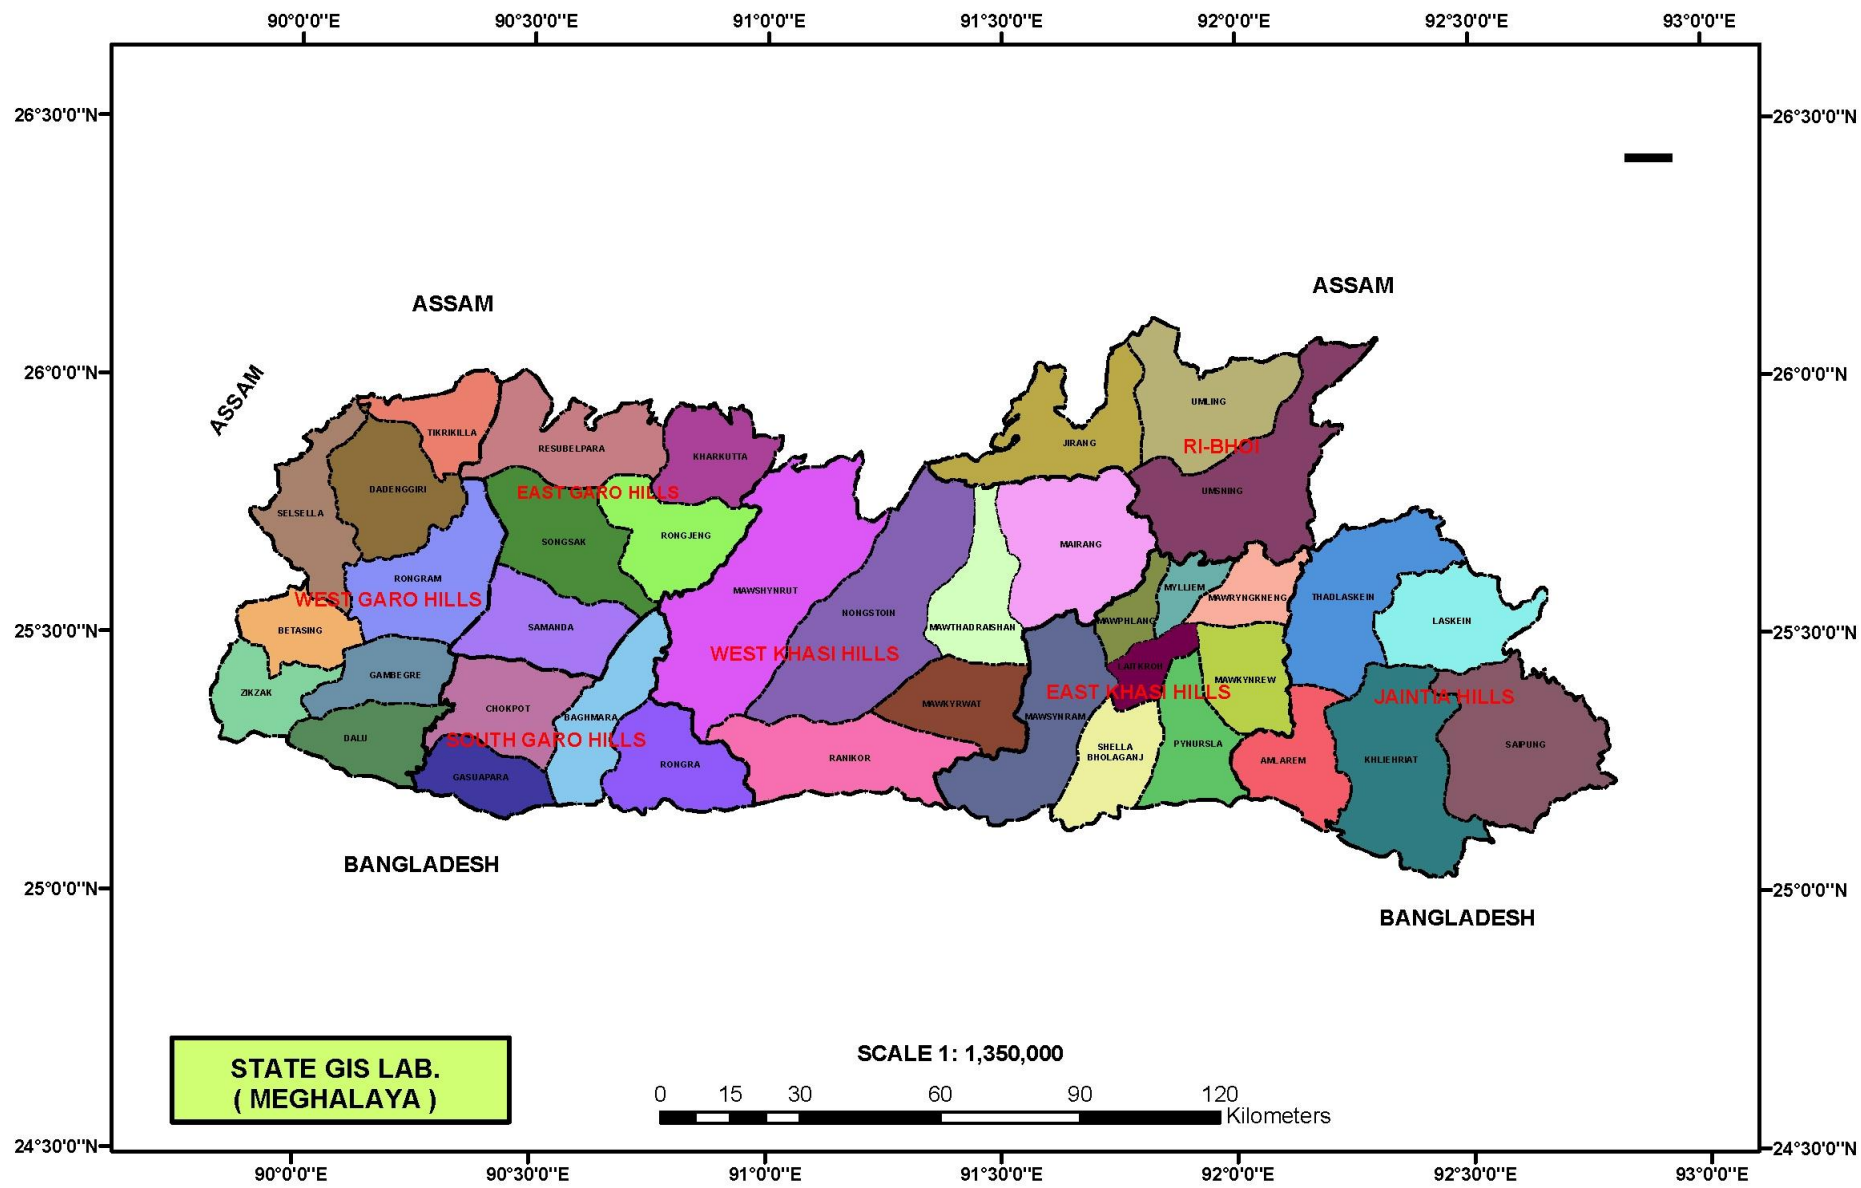 90°0'0"E 90°30'0"E 91°0'0"E 91°30'0"E 92°0'0"E 92°30'0"E 93°0'0"E
26°30'0"N 26°30'0"N
ASSAM
ASSAM
ASSAM
26°0'0"N 26°0'0"N
UMLING
TIKRIKILLA
JIRANG
RI-BHOI
RESUBELPARA
KHARKUTTA
DADENGGIRI
EAST GARO HILLS
UMSNING
SELSELLA
RONGJENG
SONGSAK
MAIRANG
RONGRAM
MYLLIEM
MAWSHYNRUT
WEST GARO HILLS
MAWRYNGKNENG
THADLASKEIN
NONGSTOIN
MAWPHLANG
LASKEIN
SAMANDA
MAWTHADRAISHAN
BETASING
25°30'0"N 25°30'0"N
WEST KHASI HILLS
LAITKROH
GAMBEGRE
MAWKYNREW
ZIKZAK
EAST KHASI HILLS
JAINTIA HILLS
MAWKYRWAT
CHOKPOT
BAGHMARA
MAWSYNRAM
DALU
SOUTH GARO HILLS
PYNURSLA
SAIPUNG
SHELLA
BHOLAGANJ
RANIKOR
AMLAREM
KHLIEHRIAT
RONGRA
GASUAPARA
BANGLADESH
25°0'0"N 25°0'0"N
BANGLADESH
STATE GIS LAB.
( MEGHALAYA )
SCALE 1: 1,350,000
0 15 30 60 90 120
Kilometers
24°30'0"N 24°30'0"N
90°0'0"E 90°30'0"E 91°0'0"E 91°30'0"E 92°0'0"E 92°30'0"E 93°0'0"E